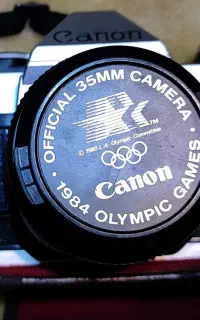 Canon
OFFICIAL 35MM CAMERA
© 1980 L.A. Olympic Committee
Canon
1984 OLYMPIC GAMES